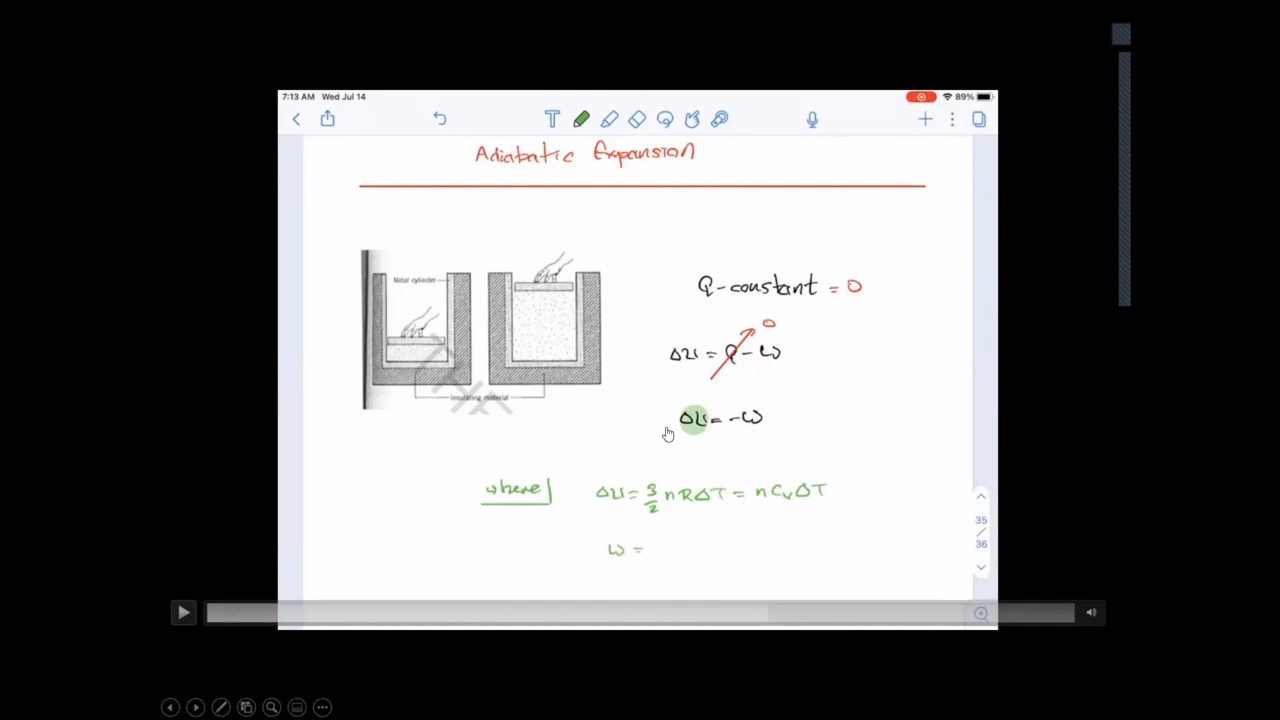 7:13 AM Wed Jul 14
89%
T
Adiabatic Expansion
Metal cylinder
Insulating material
THE
Q-constant = 0
0
ΔU = Q - W
ΔU = -W
where
ΔU = 3/2 nRΔT = nCvΔT
W =
35
/
36